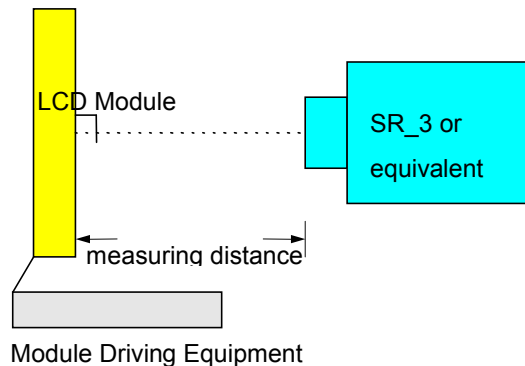 LCD Module
SR_3 or
equivalent
measuring distance
Module Driving Equipment